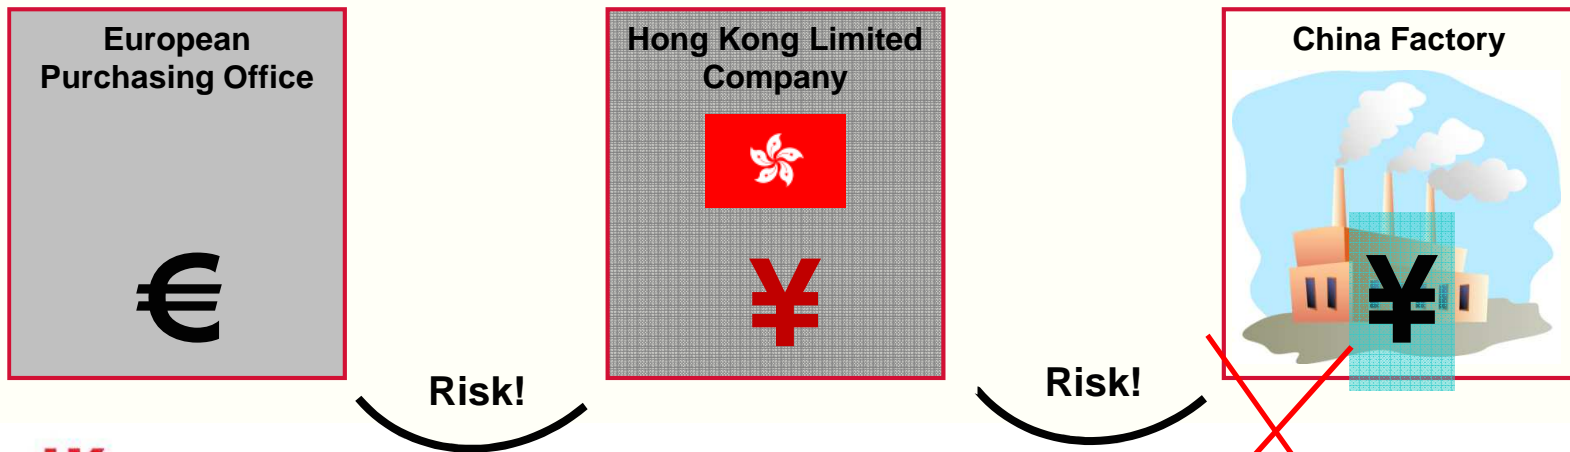 European
Purchasing Office
€
Hong Kong Limited
Company
¥
China Factory
¥
Risk!
Risk!